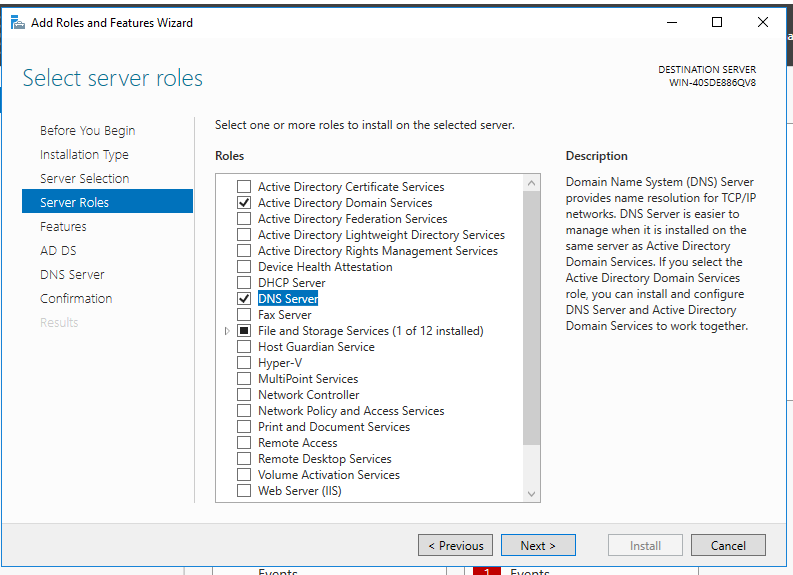 Add Roles and Features Wizard
Select server roles
DESTINATION SERVER
WIN-40SDE886QV8
Before You Begin
Installation Type
Server Selection
Server Roles
Features
AD DS
DNS Server
Confirmation
Results
Select one or more roles to install on the selected server.
Roles
Active Directory Certificate Services
Active Directory Domain Services
Active Directory Federation Services
Active Directory Lightweight Directory Services
Active Directory Rights Management Services
Device Health Attestation
DHCP Server
DNS Server
Fax Server
File and Storage Services (1 of 12 installed)
Host Guardian Service
Hyper-V
MultiPoint Services
Network Controller
Network Policy and Access Services
Print and Document Services
Remote Access
Remote Desktop Services
Volume Activation Services
Web Server (IIS)
Description
Domain Name System (DNS) Server
provides name resolution for TCP/IP
networks. DNS Server is easier to
manage when it is installed on the
same server as Active Directory
Domain Services. If you select the
Active Directory Domain Services
role, you can install and configure
DNS Server and Active Directory
Domain Services to work together.
< Previous
Next >
Install
Cancel
Events
1 Events